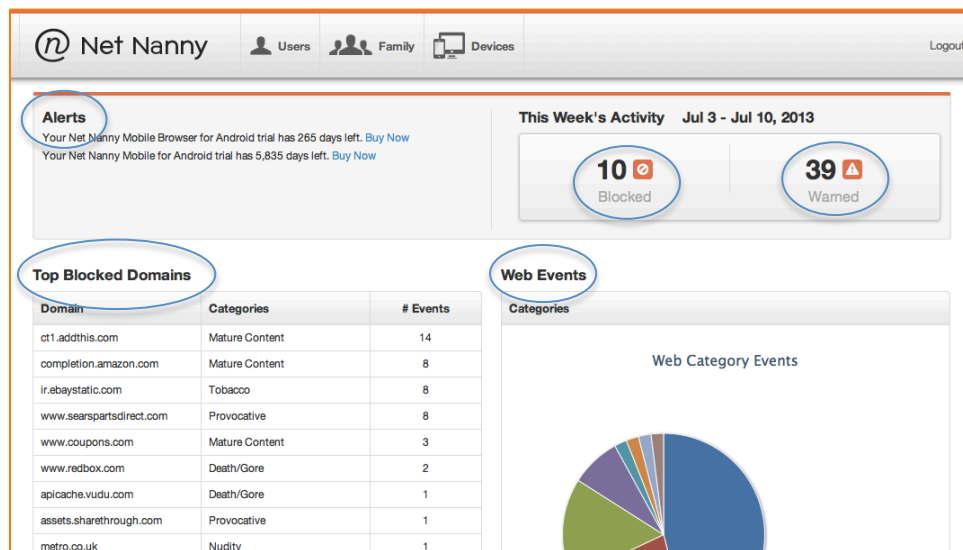 Net Nanny
Users
Family
Devices
Logout
Alerts
Your Net Nanny Mobile Browser for Android trial has 265 days left. Buy Now
Your Net Nanny Mobile for Android trial has 5,835 days left. Buy Now
This Week's Activity Jul 3 - Jul 10, 2013
10
Blocked
39
Warned
Top Blocked Domains
Domain Categories # Events
ct1.addthis.com Mature Content 14
completion.amazon.com Mature Content 8
ir.ebaystatic.com Tobacco 8
www.searspartsdirect.com Provocative 8
www.coupons.com Mature Content 3
www.redbox.com Death/Gore 2
apicache.vudu.com Death/Gore 1
assets.sharethrough.com Provocative 1
metro.co.uk Nudity 1
Web Events
Categories
Web Category Events